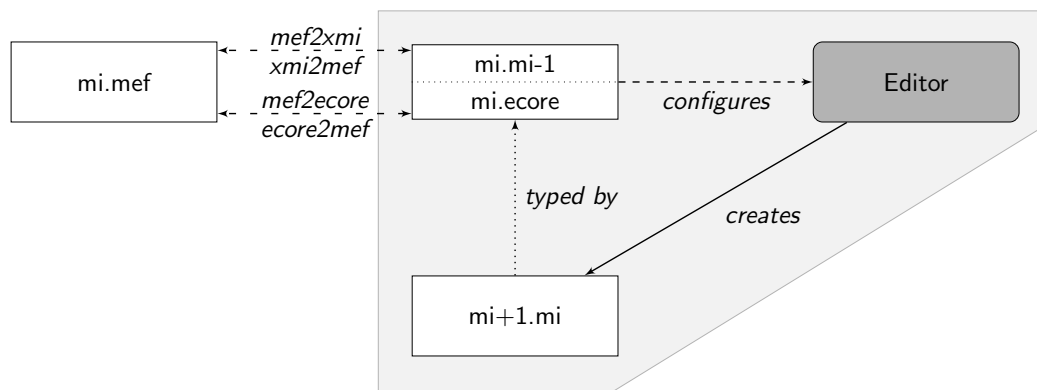 mef2xmi
xmi2mef
mi.mef
mef2ecore
ecore2mef
mi.mi-1
mi.ecore
configures
Editor
typed by
creates
mi+1.mi